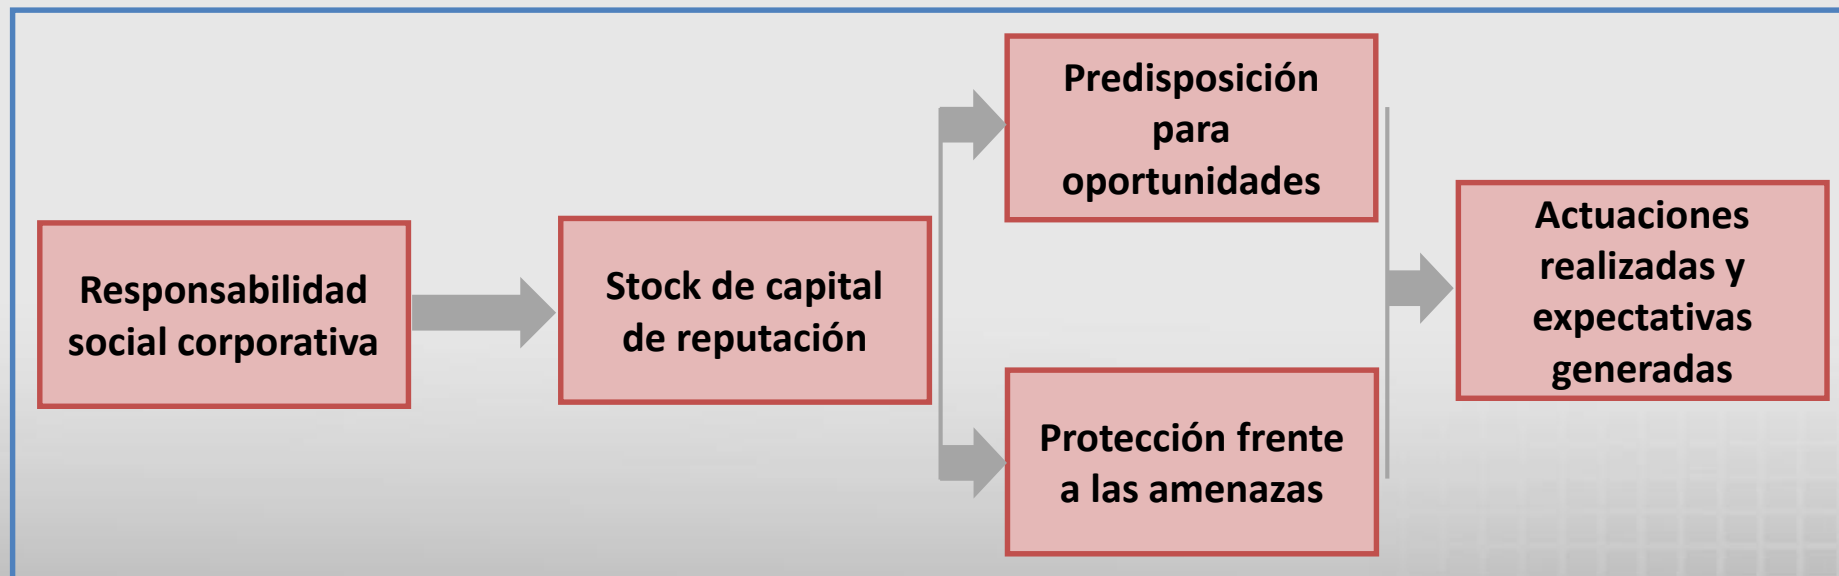 Responsabilidad
social corporativa
Stock de capital
de reputación
Predisposición
para
oportunidades
Protección frente
a las amenazas
Actuaciones
realizadas y
expectativas
generadas